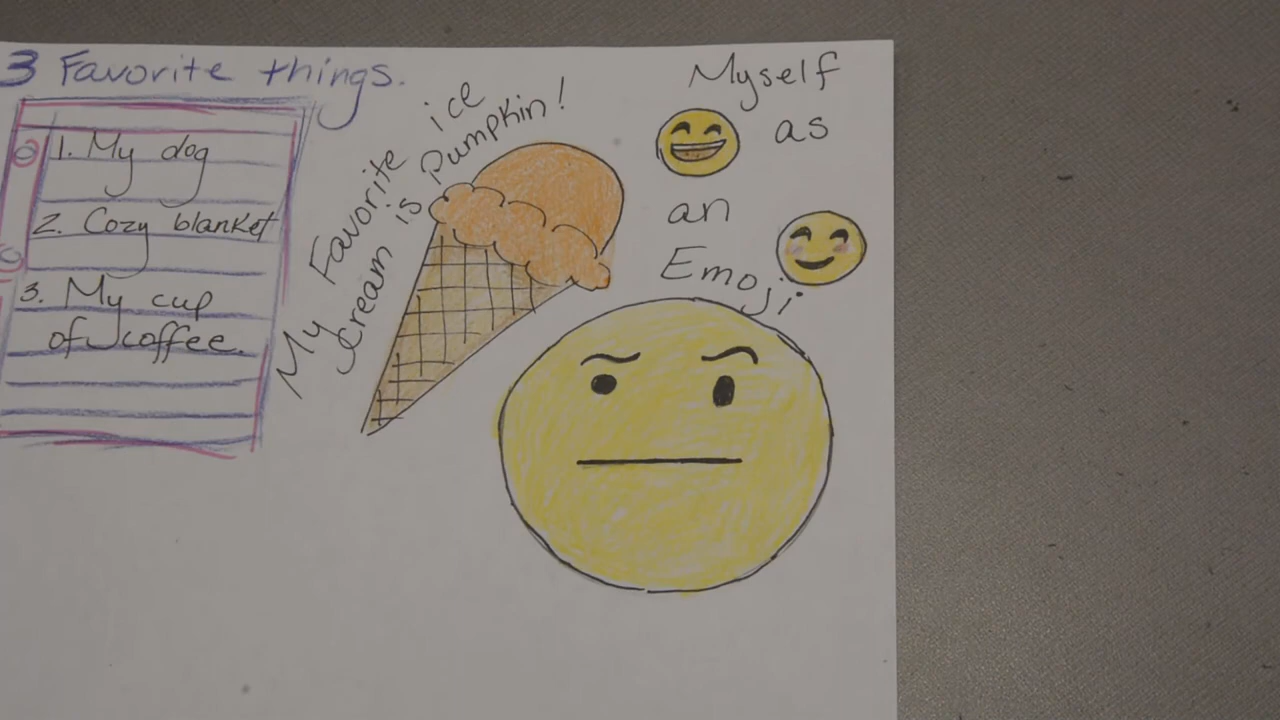 3 Favorite things.
1. My dog
2. Cozy blanket
3. My cup
of coffee.
My Favorite ice
cream is Pumpkin!
Myself
as
an
Emoji